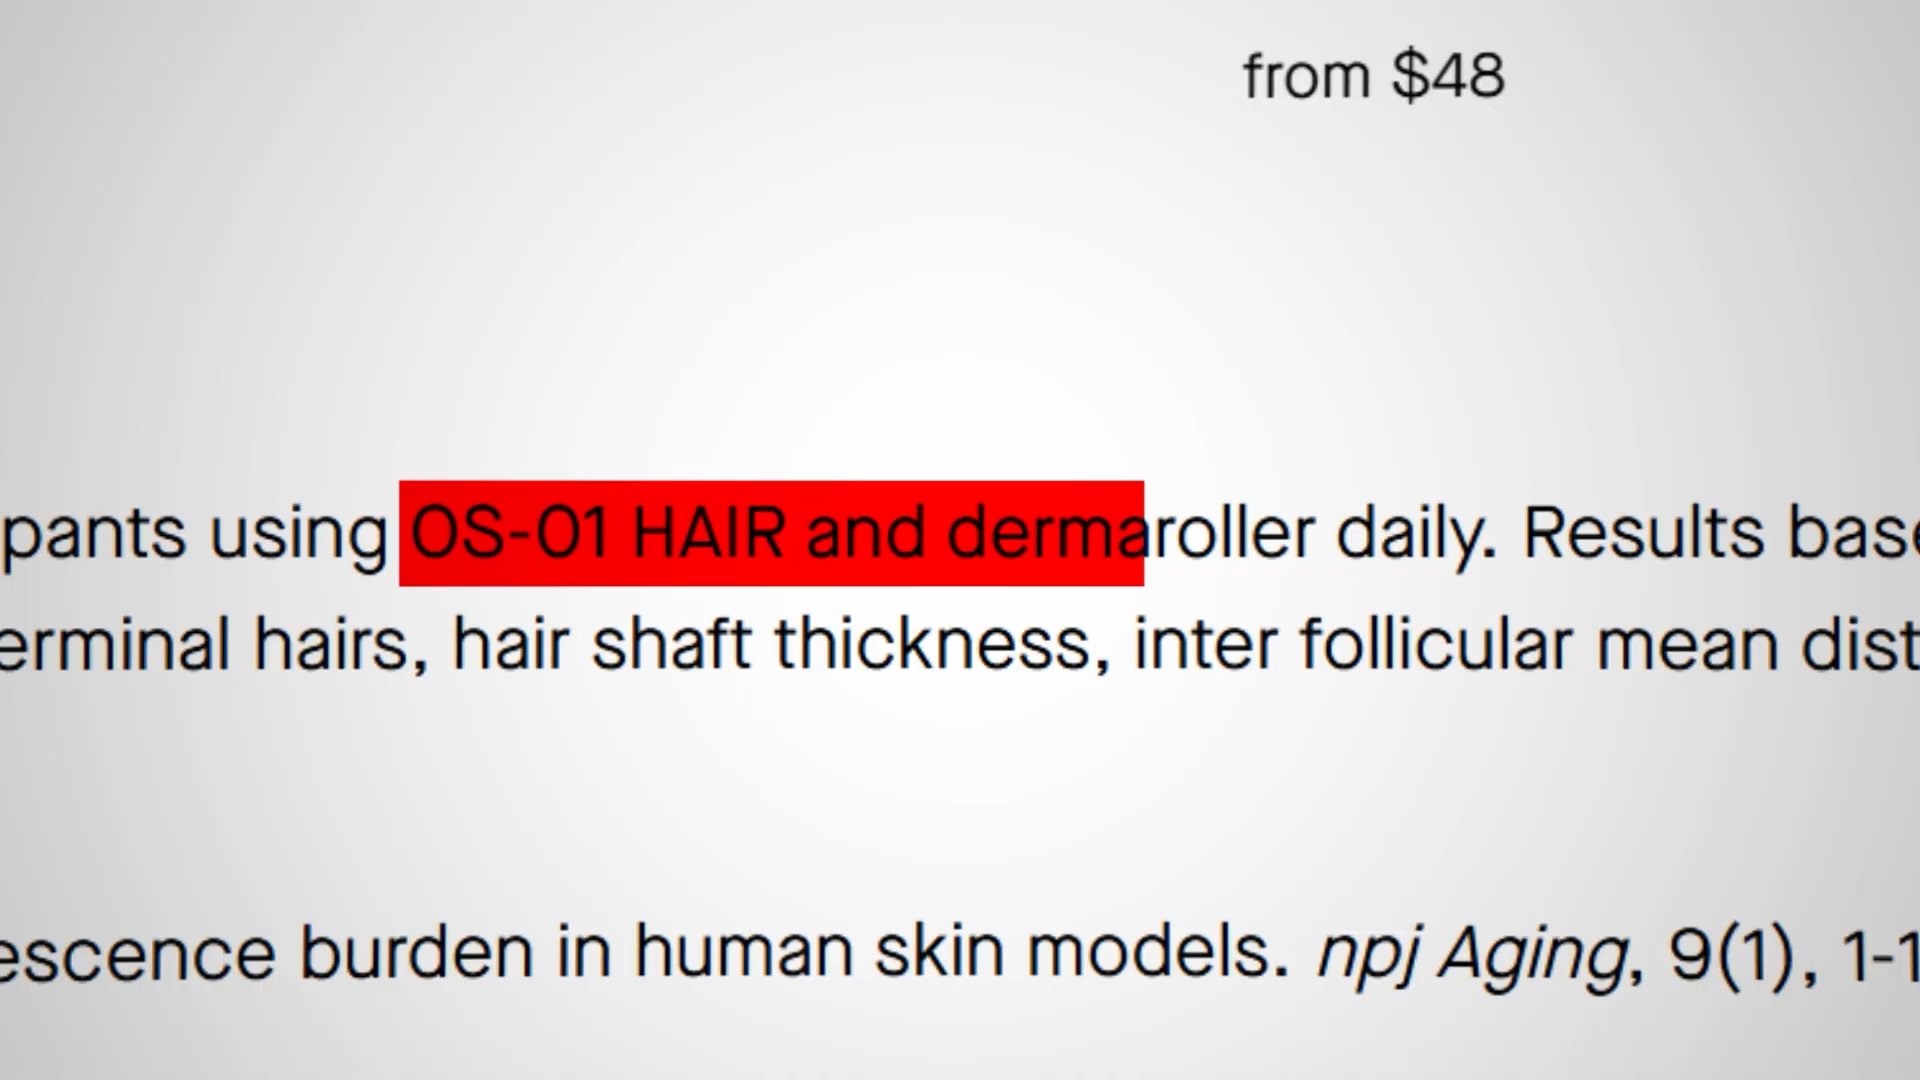 from $48
pants using OS-01 HAIR and dermaroller daily. Results base
erminal hairs, hair shaft thickness, inter follicular mean dist
escence burden in human skin models. npj Aging, 9(1), 1-1